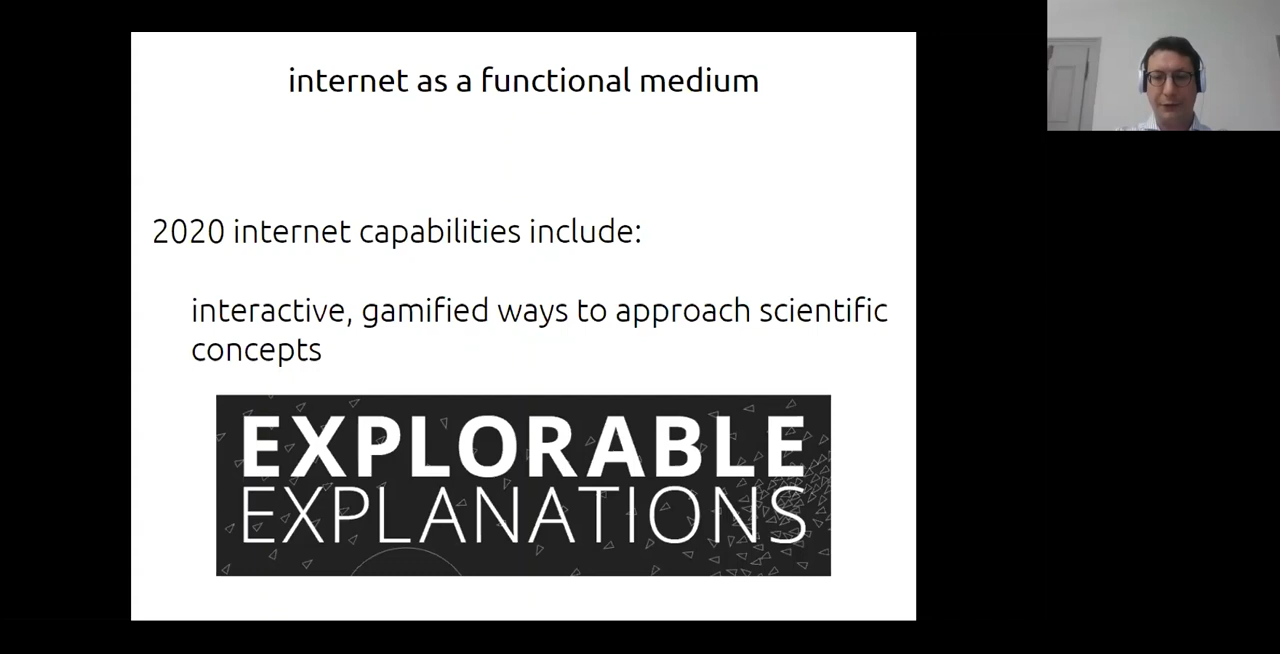 internet as a functional medium
2020 internet capabilities include:
interactive, gamified ways to approach scientific
concepts
EXPLORABLE
EXPLANATIONS